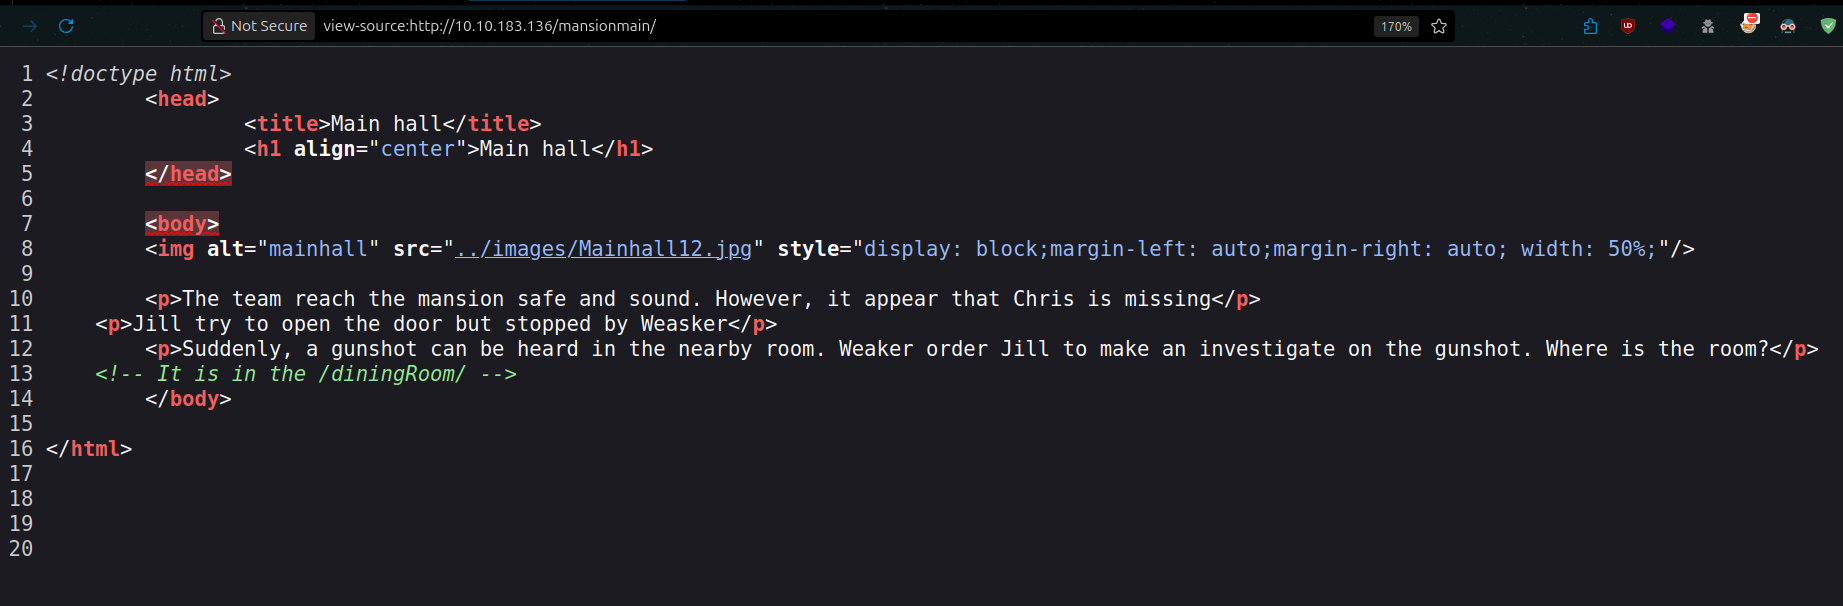 Not Secure view-source:http://10.10.183.136/mansionmain/ 170%
1 <!doctype html>
2 <head>
3 <title>Main hall</title>
4 <h1 align="center">Main hall</h1>
5 </head>
6
7 <body>
8 <img alt="mainhall" src="../images/Mainhall12.jpg" style="display: block;margin-left: auto;margin-right: auto; width: 50%;"/>
9
10 <p>The team reach the mansion safe and sound. However, it appear that Chris is missing</p>
11 <p>Jill try to open the door but stopped by Weasker</p>
12 <p>Suddenly, a gunshot can be heard in the nearby room. Weaker order Jill to make an investigate on the gunshot. Where is the room?</p>
13 <!-- It is in the /diningRoom/ -->
14 </body>
15
16 </html>
17
18
19
20